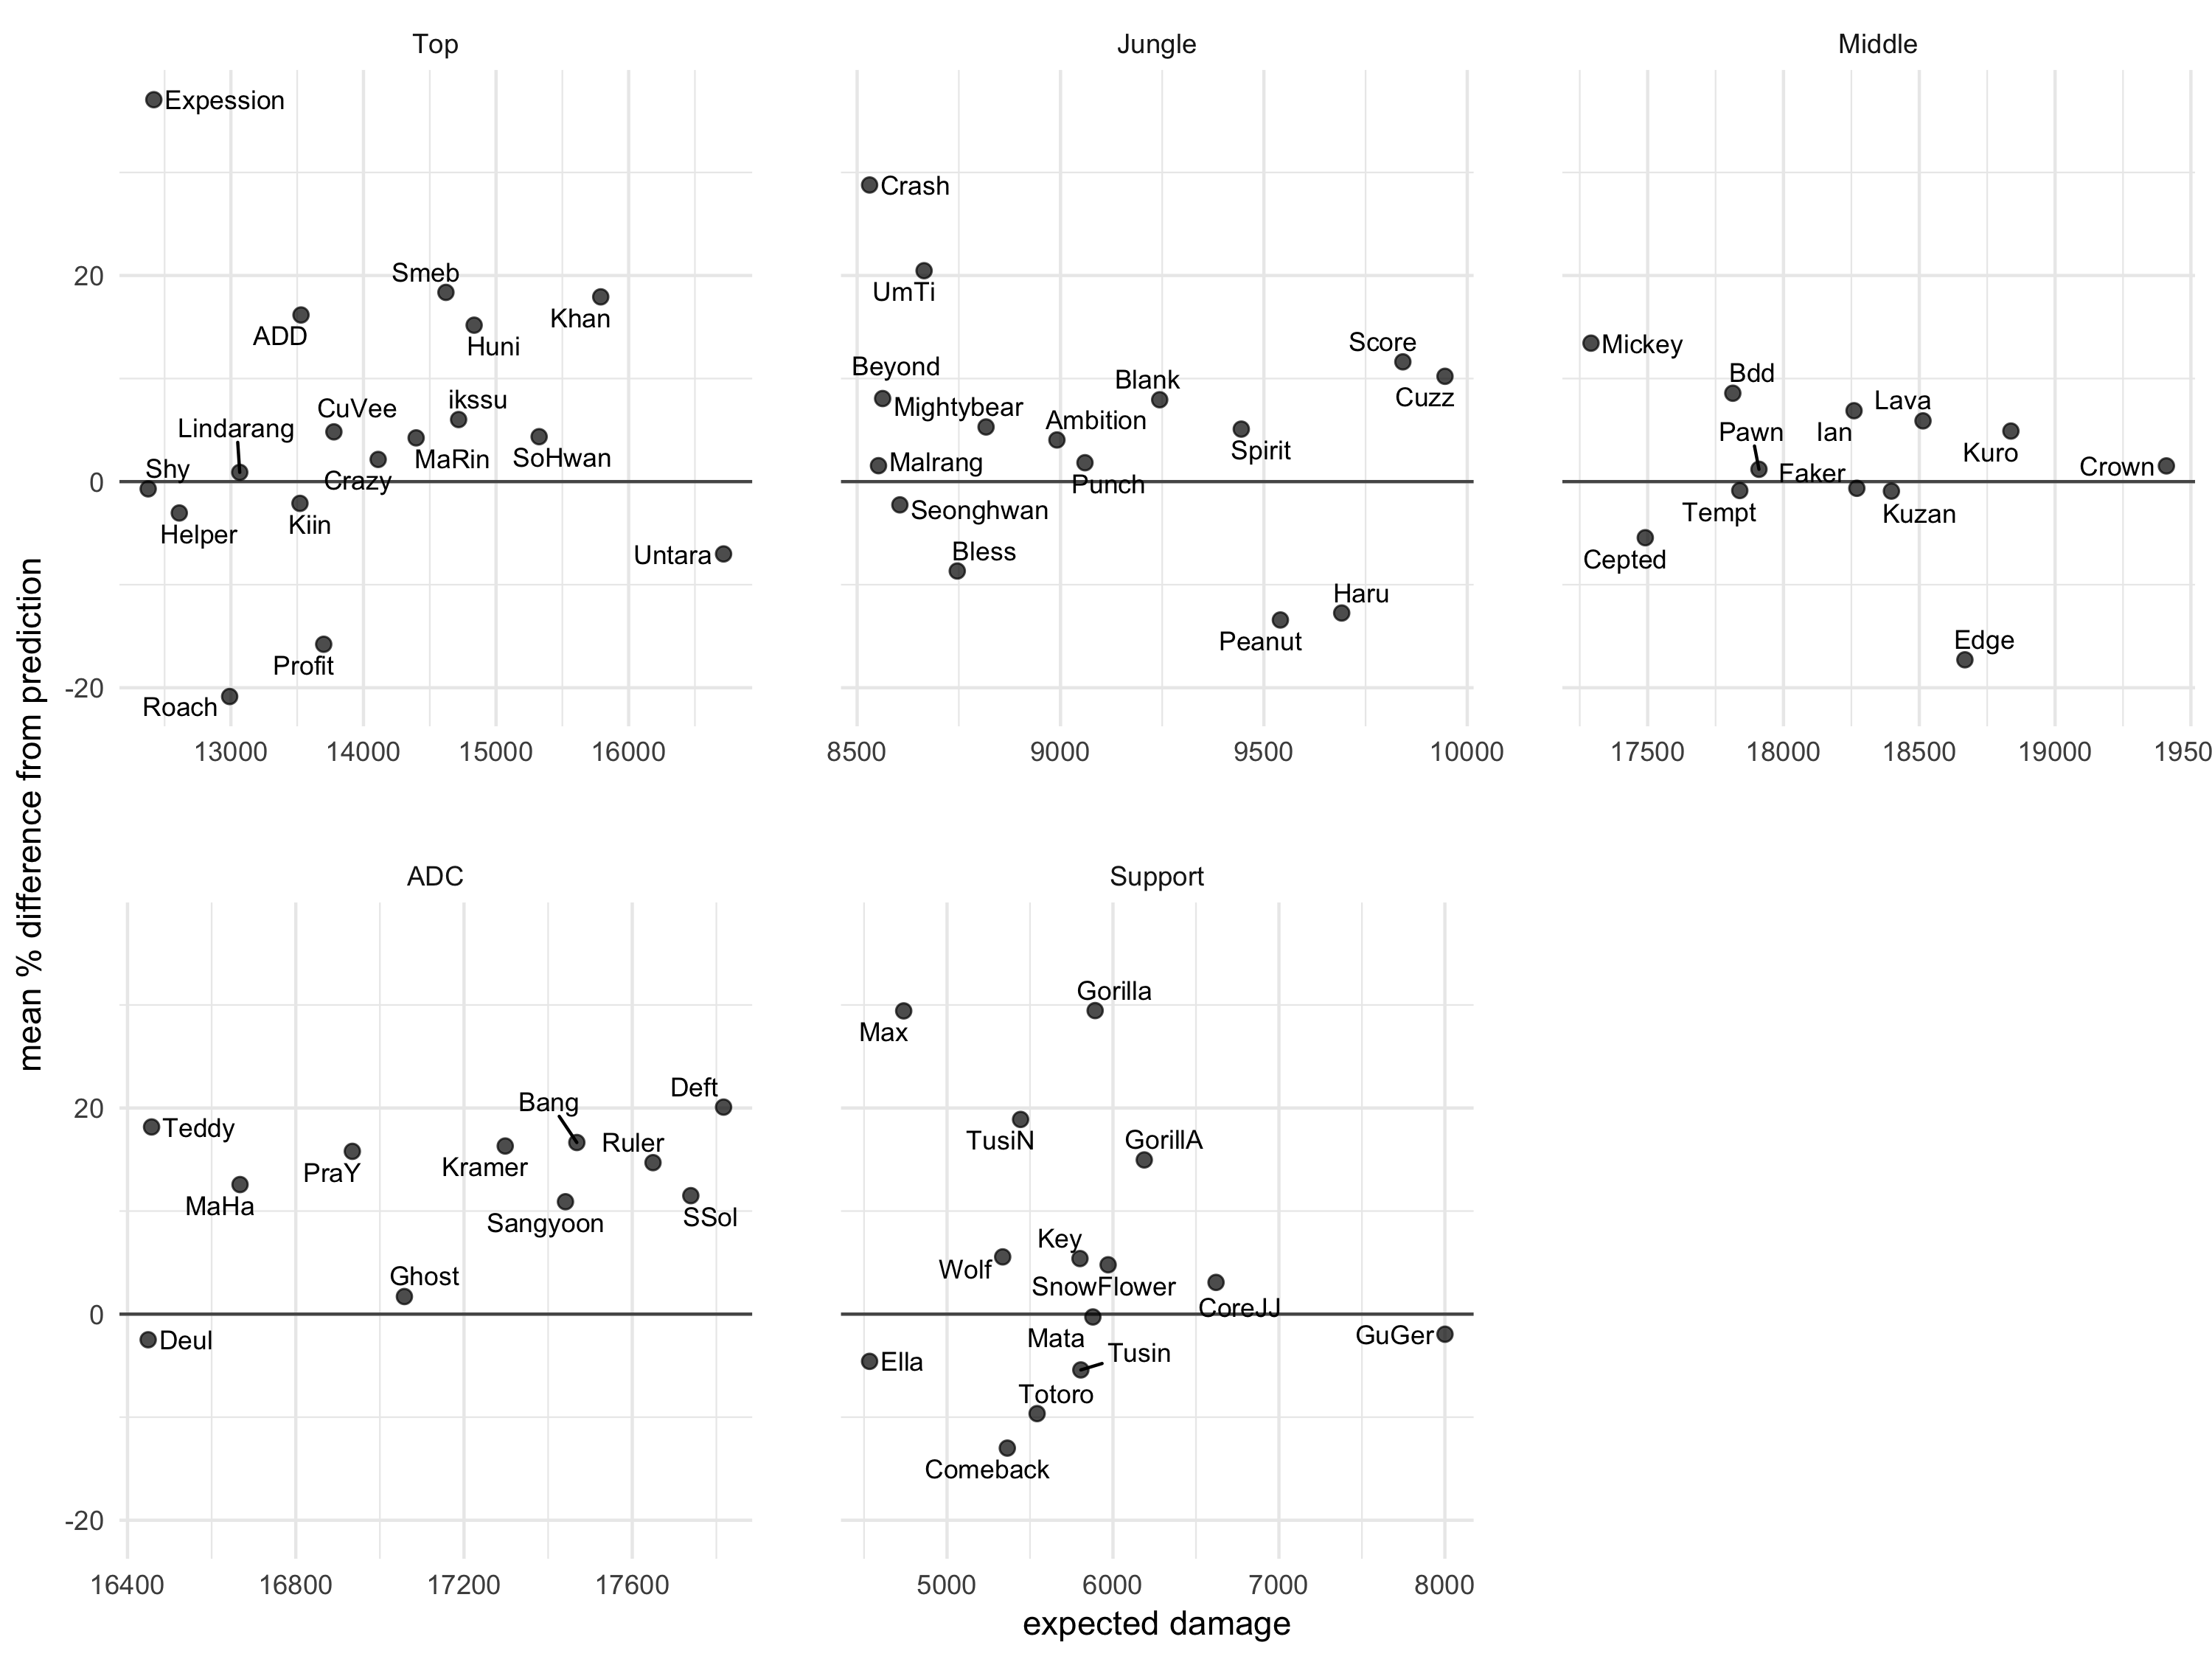 Top
Jungle
Middle
mean % difference from prediction
20
0
-20
Expession
Smeb
Khan
ADD
Huni
ikssu
CuVee
Lindarang
MaRin
SoHwan
Shy
Crazy
Helper
Kiin
Untara
Profit
Roach
13000
14000
15000
16000
Crash
UmTi
Score
Beyond
Blank
Cuzz
Mightybear
Ambition
Spirit
Malrang
Punch
Seonghwan
Bless
Haru
Peanut
8500
9000
9500
10000
Mickey
Bdd
Lava
Pawn
Ian
Kuro
Faker
Crown
Tempt
Kuzan
Cepted
Edge
17500
18000
18500
19000
1950
ADC
Support
20
0
-20
Deft
Bang
Teddy
Ruler
PraY
Kramer
MaHa
Sangyoon
SSol
Ghost
Deul
16400
16800
17200
17600
Gorilla
Max
TusiN
GorillA
Key
Wolf
SnowFlower
CoreJJ
Mata
GuGer
Tusin
Ella
Totoro
Comeback
5000
6000
7000
8000
expected damage